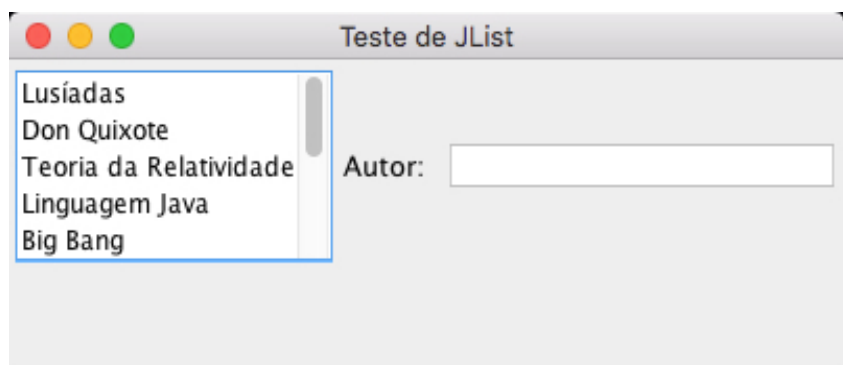 Teste de JList
Lusíadas
Don Quixote
Teoria da Relatividade
Linguagem Java
Big Bang
Autor: